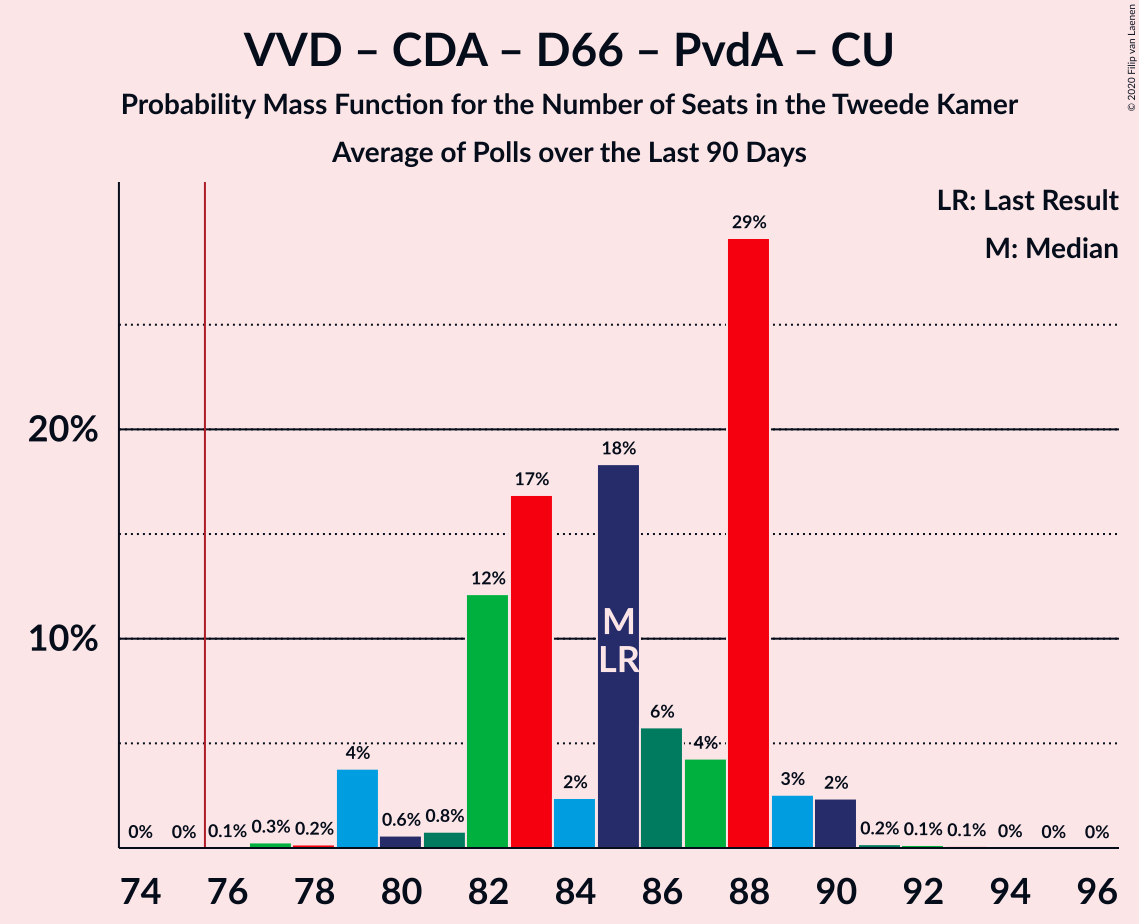 VVD – CDA – D66 – PvdA – CU
Probability Mass Function for the Number of Seats in the Tweede Kamer
Average of Polls over the Last 90 Days
© 2020 Filip van Laenen
LR: Last Result
M: Median
20%
10%
0% 0% 0.1% 0.3% 0.2% 4% 0.6% 0.8% 12% 17% 2% 18% 6% 4% 29% 3% 2% 0.2% 0.1% 0.1% 0% 0% 0%
M
LR
74 76 78 80 82 84 86 88 90 92 94 96